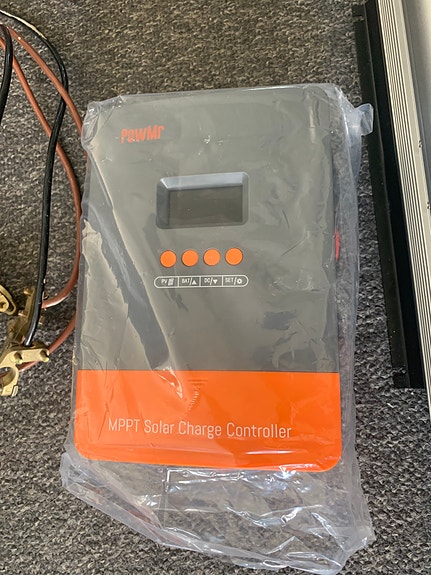 PowMr
PV BAT/▲ DC/▼ SET/✿
MPPT Soler Charge Controller